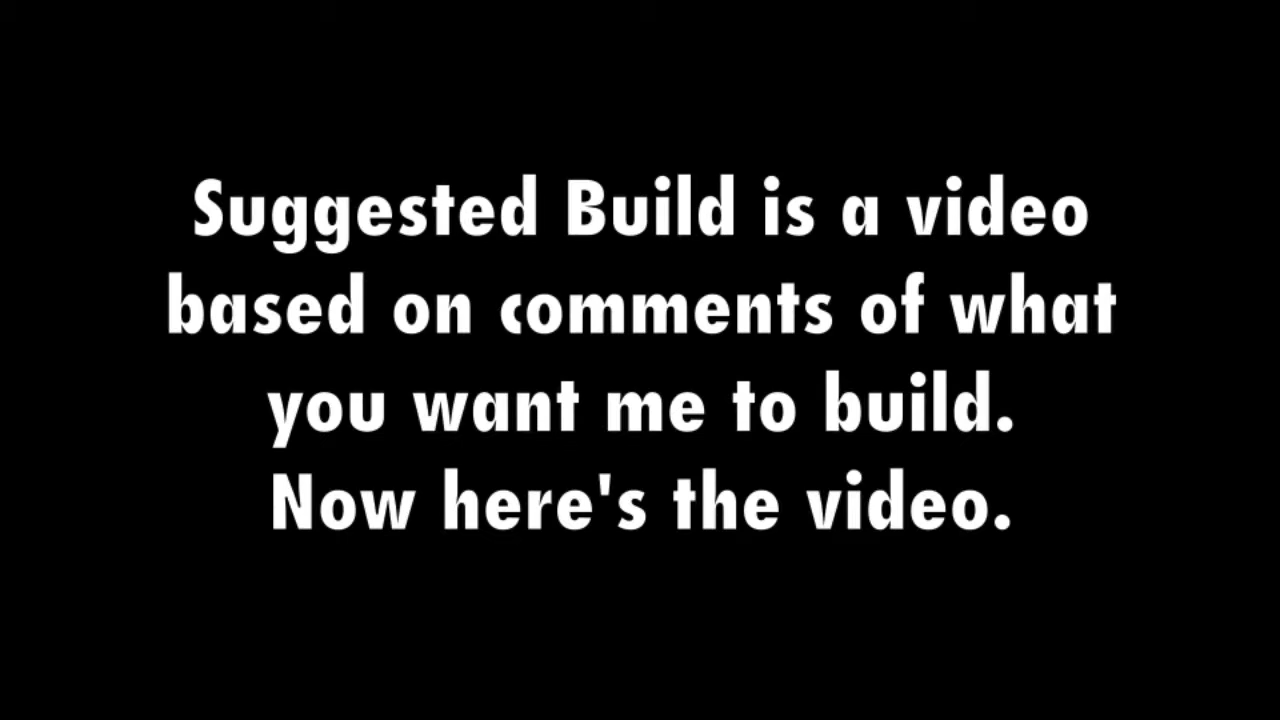 Suggested Build is a video
based on comments of what
you want me to build.
Now here's the video.